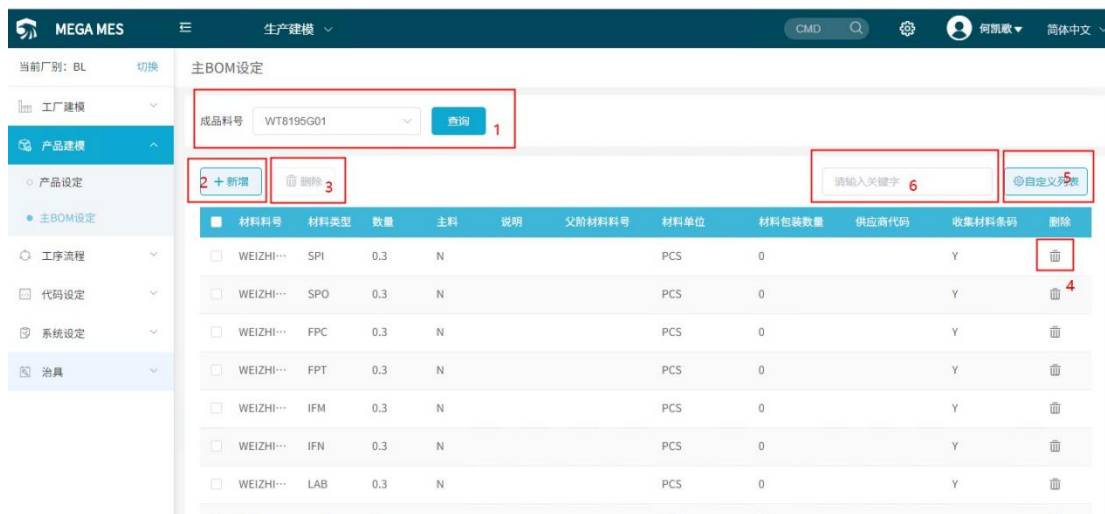 MEGA MES 生产建模 CMD 何凯歌 简体中文
当前厂别：BL 切换 主BOM设定
工厂建模
成品料号 WT8195G01 查询 1
产品建模
产品设定
2 + 新增 删除 3 请输入关键字 6 自定义列表 5
主BOM设定
材料料号 材料类型 数量 主料 说明 父阶材料料号 材料单位 材料包装数量 供应商代码 收集材料条码 删除
工序流程
WEIZHI··· SPI 0.3 N PCS 0 Y
4
代码设定
WEIZHI··· SPO 0.3 N PCS 0 Y
系统设定
WEIZHI··· FPC 0.3 N PCS 0 Y
治具
WEIZHI··· FPT 0.3 N PCS 0 Y
WEIZHI··· IFM 0.3 N PCS 0 Y
WEIZHI··· IFN 0.3 N PCS 0 Y
WEIZHI··· LAB 0.3 N PCS 0 Y